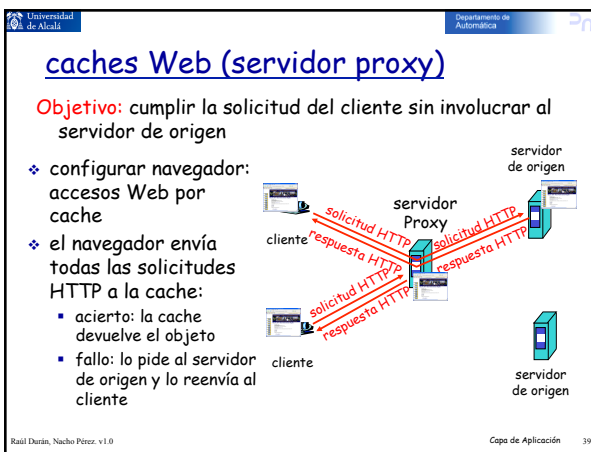 Universidad
de Alcalá
Departamento de
Automática
caches Web (servidor proxy)
Objetivo: cumplir la solicitud del cliente sin involucrar al
servidor de origen
configurar navegador:
accesos Web por
cache
el navegador envía
todas las solicitudes
HTTP a la cache:
acierto: la cache
devuelve el objeto
fallo: lo pide al servidor
de origen y lo reenvía al
cliente
servidor
de origen
servidor
Proxy
cliente
solicitud HTTP
respuesta HTTP
solicitud HTTP
respuesta HTTP
solicitud HTTP
respuesta HTTP
cliente
servidor
de origen
Raúl Durán, Nacho Pérez. v1.0
Capa de Aplicación 39